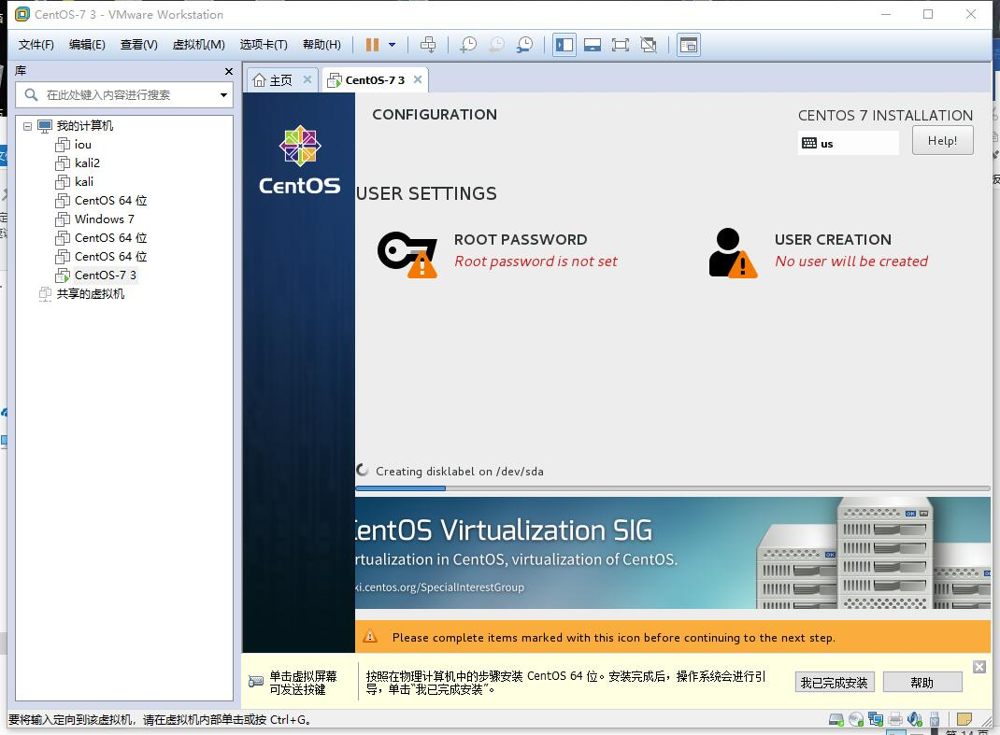 CentOS-7 3 - VMware Workstation
文件(F) 编辑(E) 查看(V) 虚拟机(M) 选项卡(T) 帮助(H)
库
在此处键入内容进行搜索
我的计算机
iou
kali2
kali
CentOS 64 位
Windows 7
CentOS 64 位
CentOS 64 位
CentOS-7 3
共享的虚拟机
主页 CentOS-7 3
CentOS
CONFIGURATION
CENTOS 7 INSTALLATION
us
Help!
USER SETTINGS
ROOT PASSWORD
Root password is not set
USER CREATION
No user will be created
Creating disklabel on /dev/sda
CentOS Virtualization SIG
rtualization in CentOS, virtualization of CentOS.
ki.centos.org/SpecialInterestGroup
OK
OK
OK
Please complete items marked with this icon before continuing to the next step.
单击虚拟屏幕
可发送按键
按照在物理计算机中的步骤安装 CentOS 64 位。安装完成后，操作系统会进行引
导，单击“我已完成安装”。
我已完成安装
帮助
要将输入定向到该虚拟机，请在虚拟机内部单击或按 Ctrl+G。